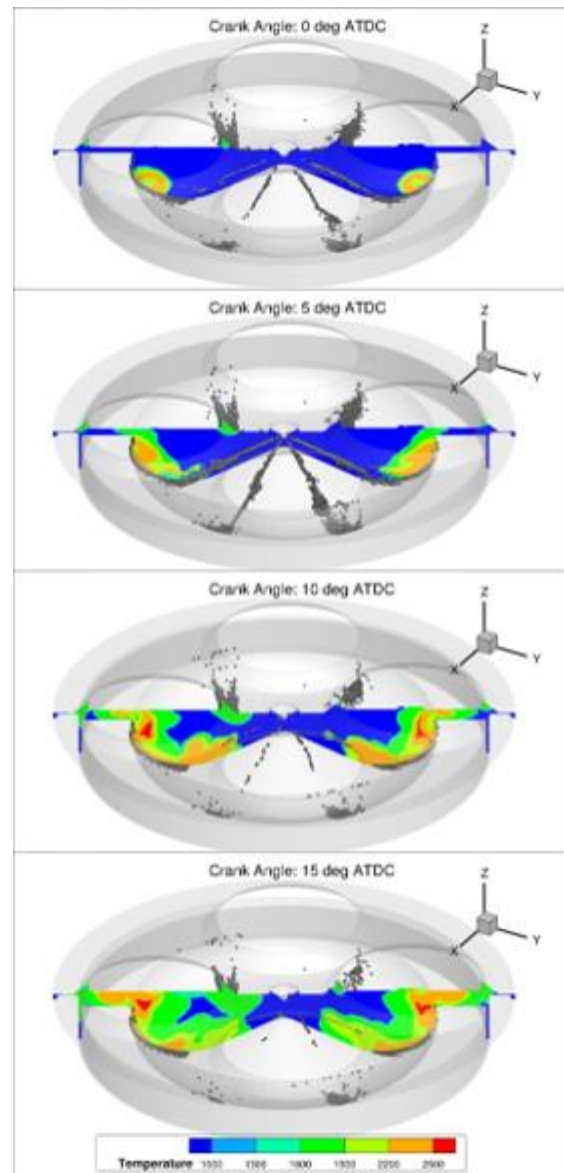 Crank Angle: 0 deg ATDC
Z
X
Y
Crank Angle: 5 deg ATDC
Z
X
Y
Crank Angle: 10 deg ATDC
Z
X
Y
Crank Angle: 15 deg ATDC
Z
X
Y
Temperature